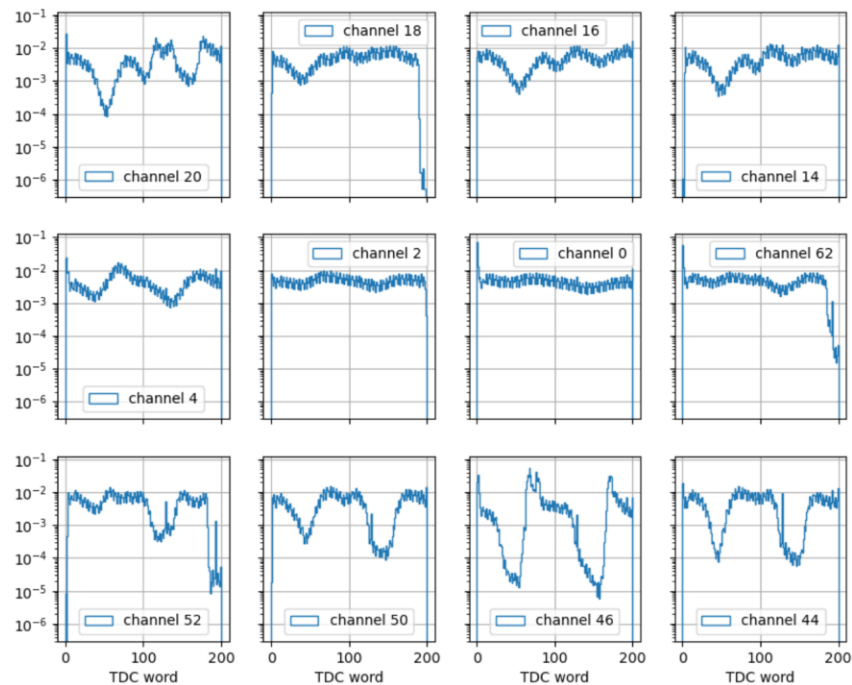 10⁻¹
10⁻²
10⁻³
10⁻⁴
10⁻⁵
10⁻⁶
channel 20
channel 18
channel 16
channel 14
10⁻¹
10⁻²
10⁻³
10⁻⁴
10⁻⁵
10⁻⁶
channel 4
channel 2
channel 0
channel 62
10⁻¹
10⁻²
10⁻³
10⁻⁴
10⁻⁵
10⁻⁶
channel 52
channel 50
channel 46
channel 44
0 100 200 0 100 200 0 100 200 0 100 200
TDC word TDC word TDC word TDC word